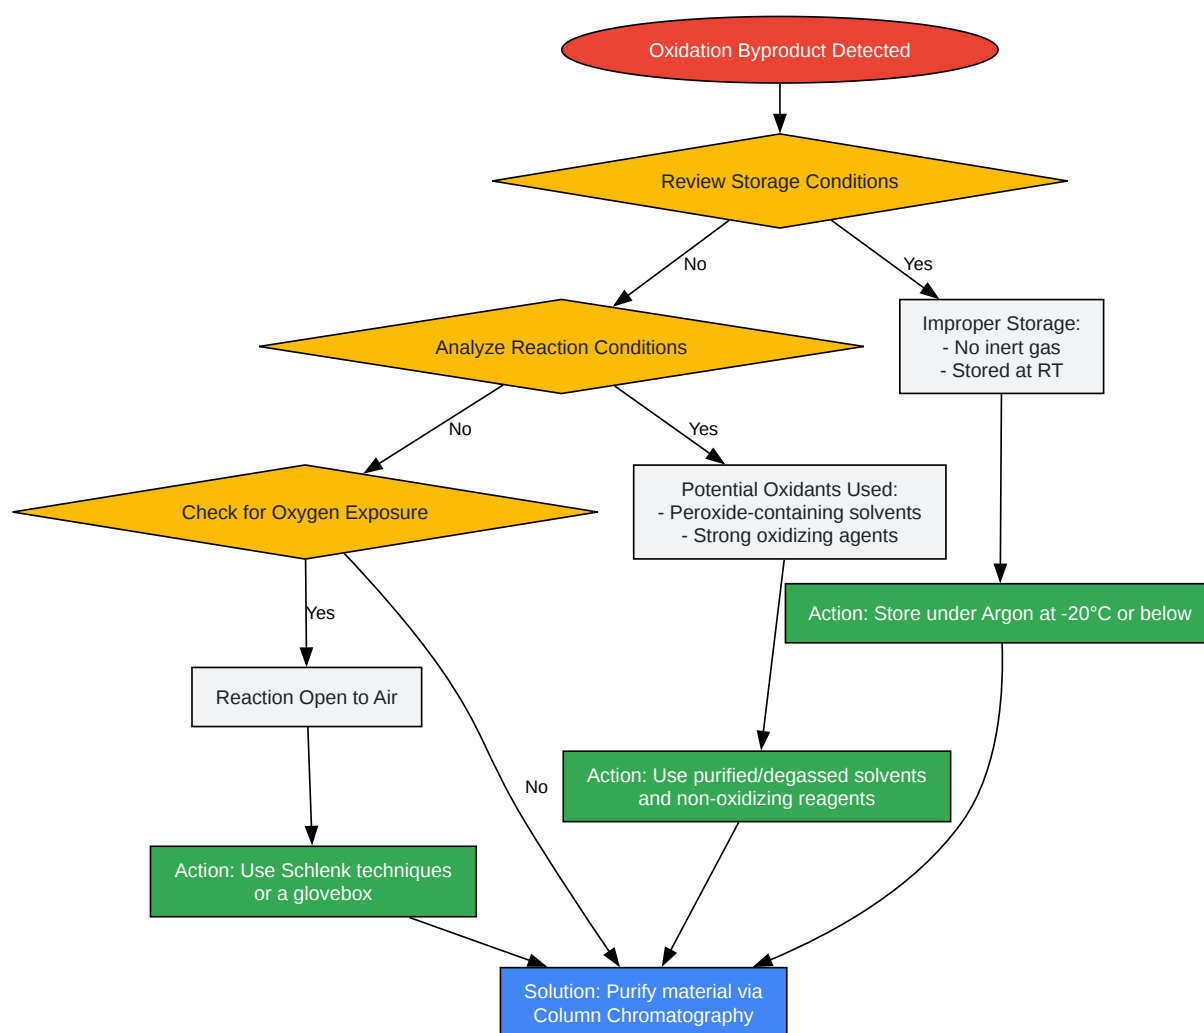 Oxidation Byproduct Detected
Review Storage Conditions
No
Yes
Improper Storage:
- No inert gas
- Stored at RT
Analyze Reaction Conditions
No
Yes
Potential Oxidants Used:
- Peroxide-containing solvents
- Strong oxidizing agents
Check for Oxygen Exposure
Yes
No
Action: Store under Argon at -20°C or below
Reaction Open to Air
Action: Use purified/degassed solvents
and non-oxidizing reagents
Action: Use Schlenk techniques
or a glovebox
Solution: Purify material via
Column Chromatography